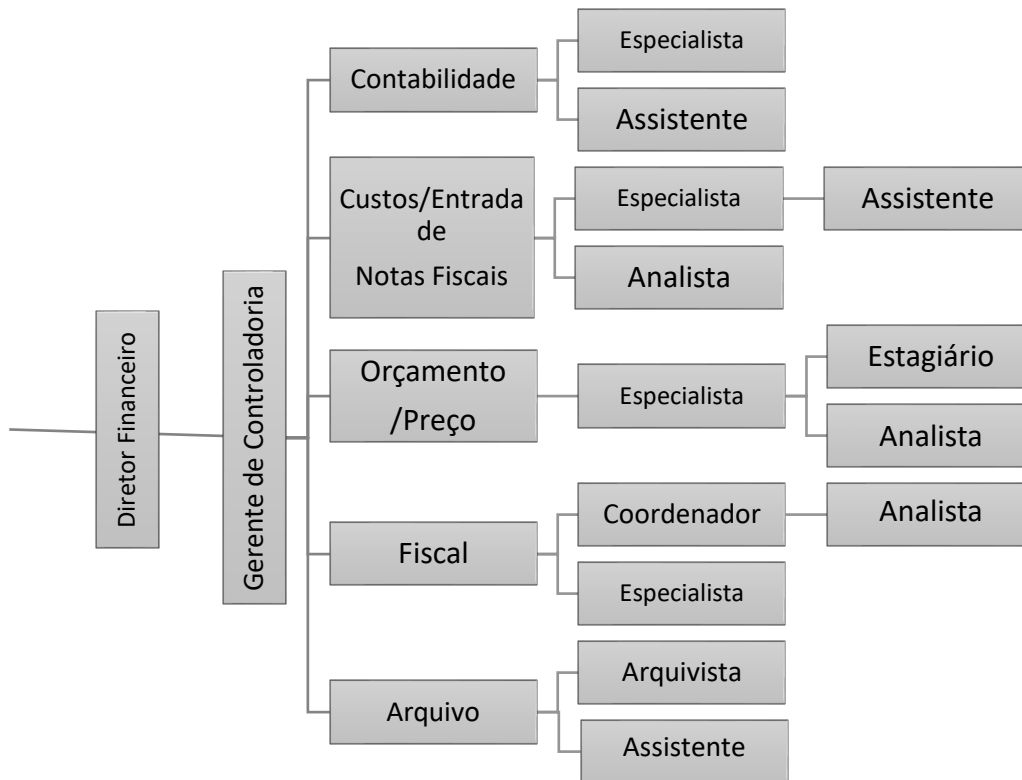 Diretor Financeiro
Gerente de Controladoria
Contabilidade
Especialista
Assistente
Custos/Entrada
de
Notas Fiscais
Especialista
Assistente
Analista
Orçamento
/Preço
Especialista
Estagiário
Analista
Fiscal
Coordenador
Analista
Especialista
Arquivo
Arquivista
Assistente